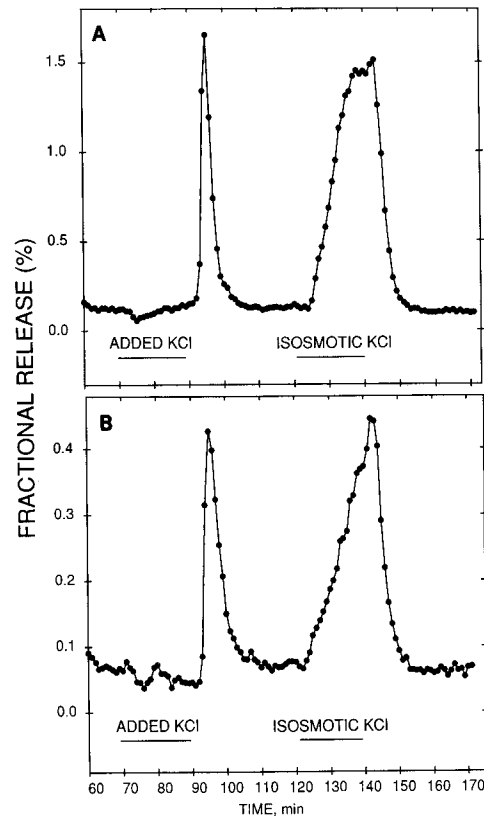 A
1.5
1.0
0.5
0.0
ADDED KCl
ISOSMOTIC KCl
FRACTIONAL RELEASE (%)
B
0.4
0.3
0.2
0.1
0.0
ADDED KCl
ISOSMOTIC KCl
60 70 80 90 100 110 120 130 140 150 160 170
TIME, min